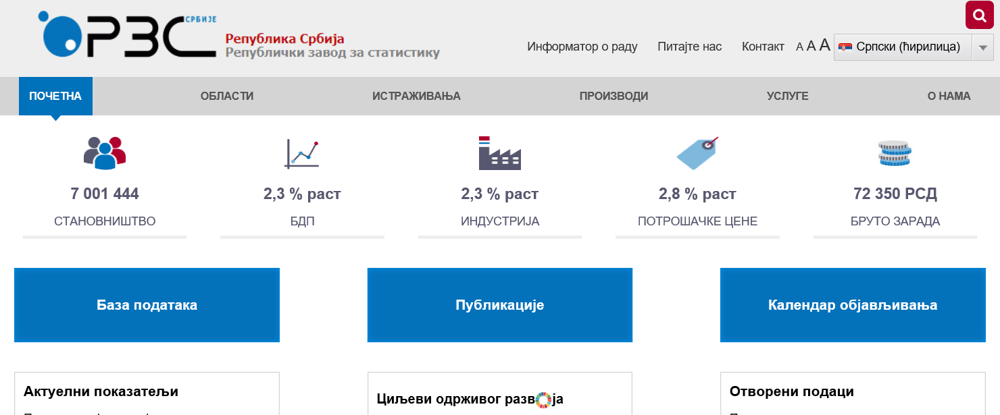 РЗС СРБИЈЕ
Република Србија
Републички завод за статистику
Информатор о раду Питајте нас Контакт A A A Српски (ћирилица)
ПОЧЕТНА ОБЛАСТИ ИСТРАЖИВАЊА ПРОИЗВОДИ УСЛУГЕ О НАМА
7 001 444 2,3 % раст 2,3 % раст 2,8 % раст 72 350 РСД
СТАНОВНИШТВО БДП ИНДУСТРИЈА ПОТРОШАЧКЕ ЦЕНЕ БРУТО ЗАРАДА
База података Публикације Календар објављивања
Актуелни показатељи Циљеви одрживог развоја Отворени подаци